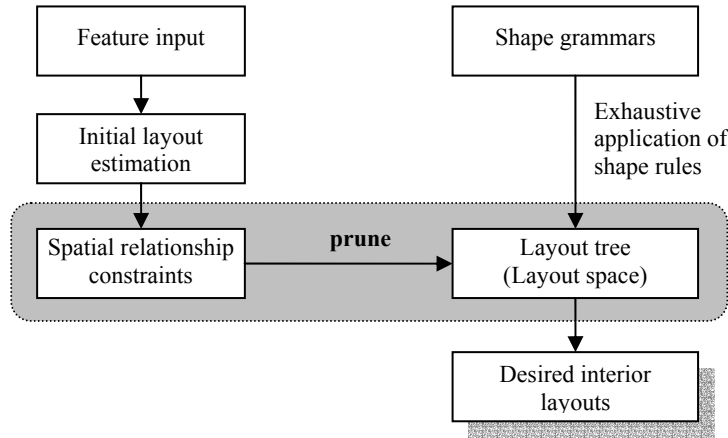 Feature input
Shape grammars
Initial layout
estimation
Exhaustive
application of
shape rules
Spatial relationship
constraints
prune
Layout tree
(Layout space)
Desired interior
layouts